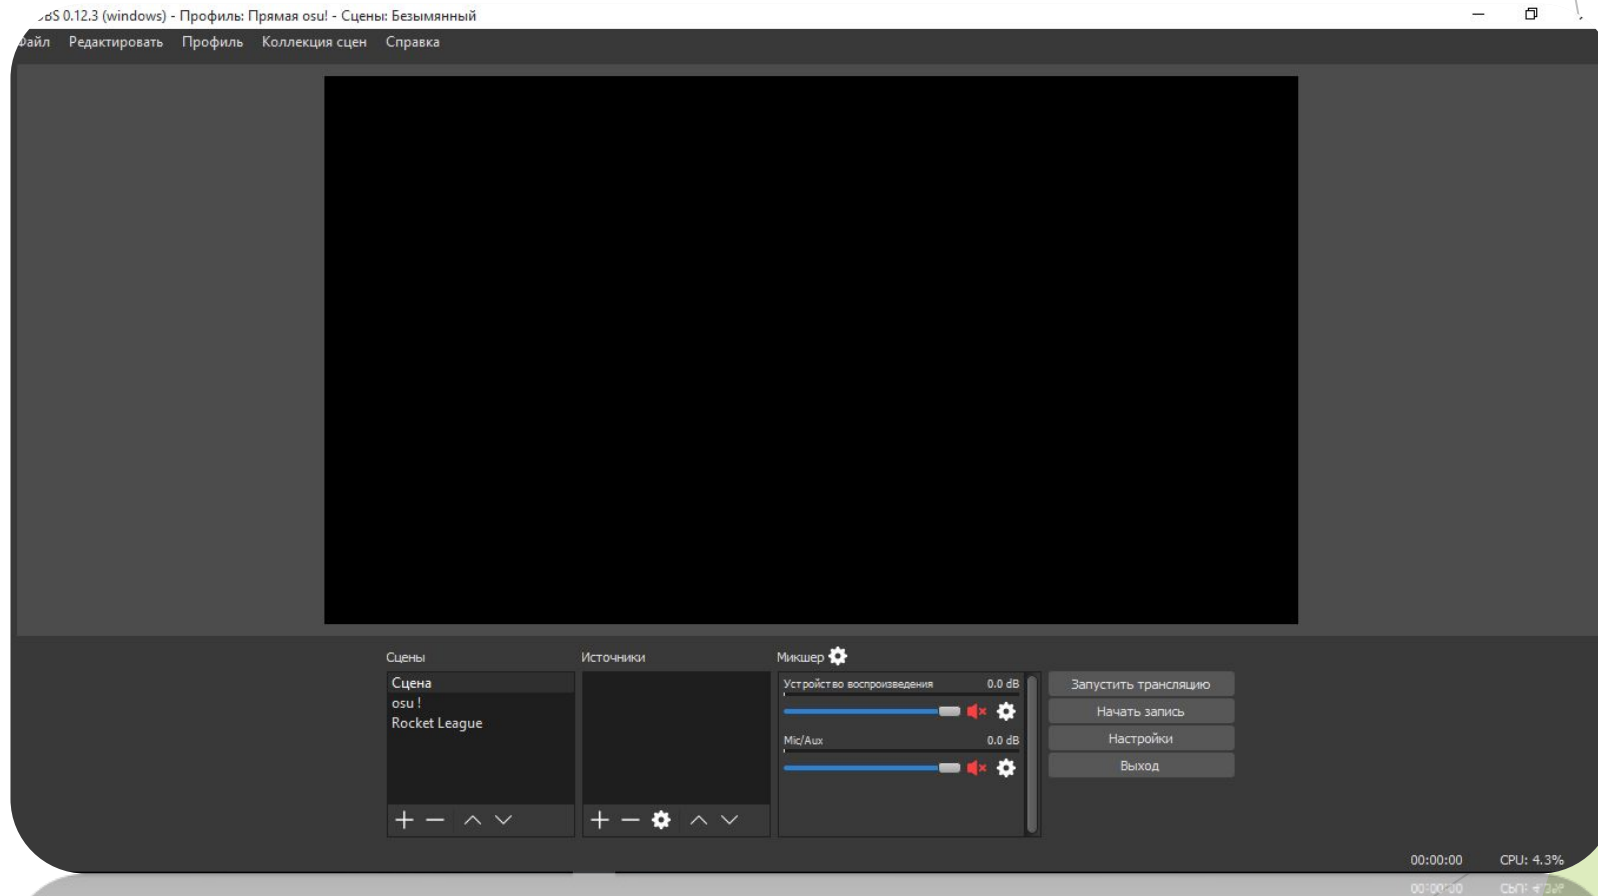 0.12.3 (windows) - Профиль: Прямая osu! - Сцены: Безымянный
Редактировать Профиль Коллекция сцен Справка
Сцены Источники Микшер
Сцена
osu !
Rocket League
Устройство воспроизведения 0.0 dB
Mic/Aux 0.0 dB
Запустить трансляцию
Начать запись
Настройки
Выход
00:00:00 CPU: 4.3%